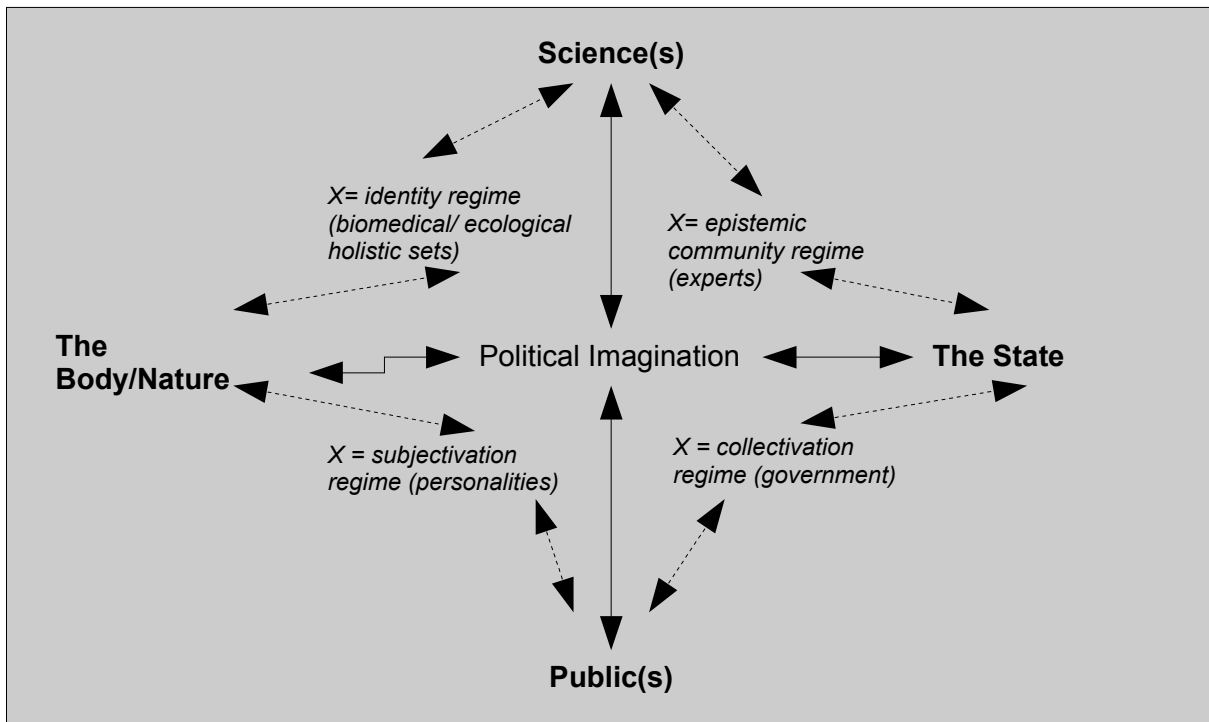 Science(s)
X= identity regime
(biomedical/ ecological
holistic sets)
X= epistemic
community regime
(experts)
The
Body/Nature
Political Imagination
The State
X = subjectivation
regime (personalities)
X = collectivation
regime (government)
Public(s)